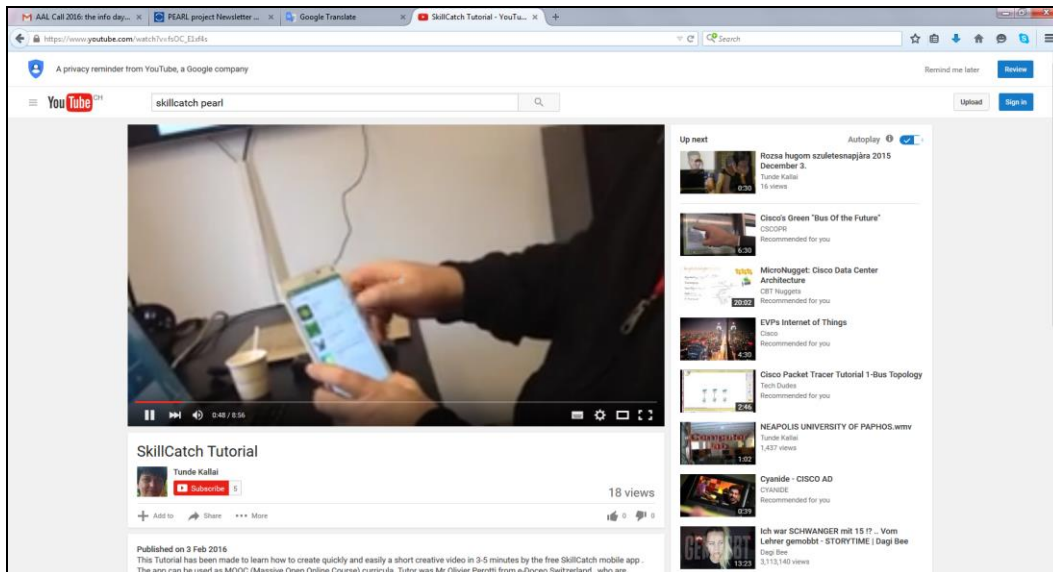 AAL Call 2016: the info day...
PEARL project Newsletter ...
Google Translate
SkillCatch Tutorial - YouTu...
Search
A privacy reminder from YouTube, a Google company
Remind me later
Review
YouTube CH
skillcatch pearl
Upload
Sign in
0:48 / 8:56
SkillCatch Tutorial
Tunde Kallai
Subscribe 5
18 views
Add to
Share
More
0
0
Published on 3 Feb 2016
This Tutorial has been made to learn how to create quickly and easily a short creative video in 3-5 minutes by the free SkillCatch mobile app .
The app can be used as MOOC (Massive Open Online Course) curricula. Tutor was Mr Olivier Perotti from e-Doceo Switzerland , who are
Up next
Autoplay
Rozsa hugom szuletesnapjàra 2015
December 3.
Tunde Kallai
16 views
0:30
Cisco's Green "Bus Of the Future"
CSCOPR
Recommended for you
6:30
MicroNugget: Cisco Data Center
Architecture
CBT Nuggets
Recommended for you
20:02
EVPs Internet of Things
Cisco
Recommended for you
4:30
Cisco Packet Tracer Tutorial 1-Bus Topology
Tech Dudes
Recommended for you
2:46
NEAPOLIS UNIVERSITY OF PAPHOS.wmv
Tunde Kallai
1,437 views
1:02
Cyanide - CISCO AD
CYANIDE
Recommended for you
0:39
Ich war SCHWANGER mit 15 !? .. Vom
Lehrer gemobbt - STORYTIME | Dagi Bee
Dagi Bee
3,113,140 views
13:23